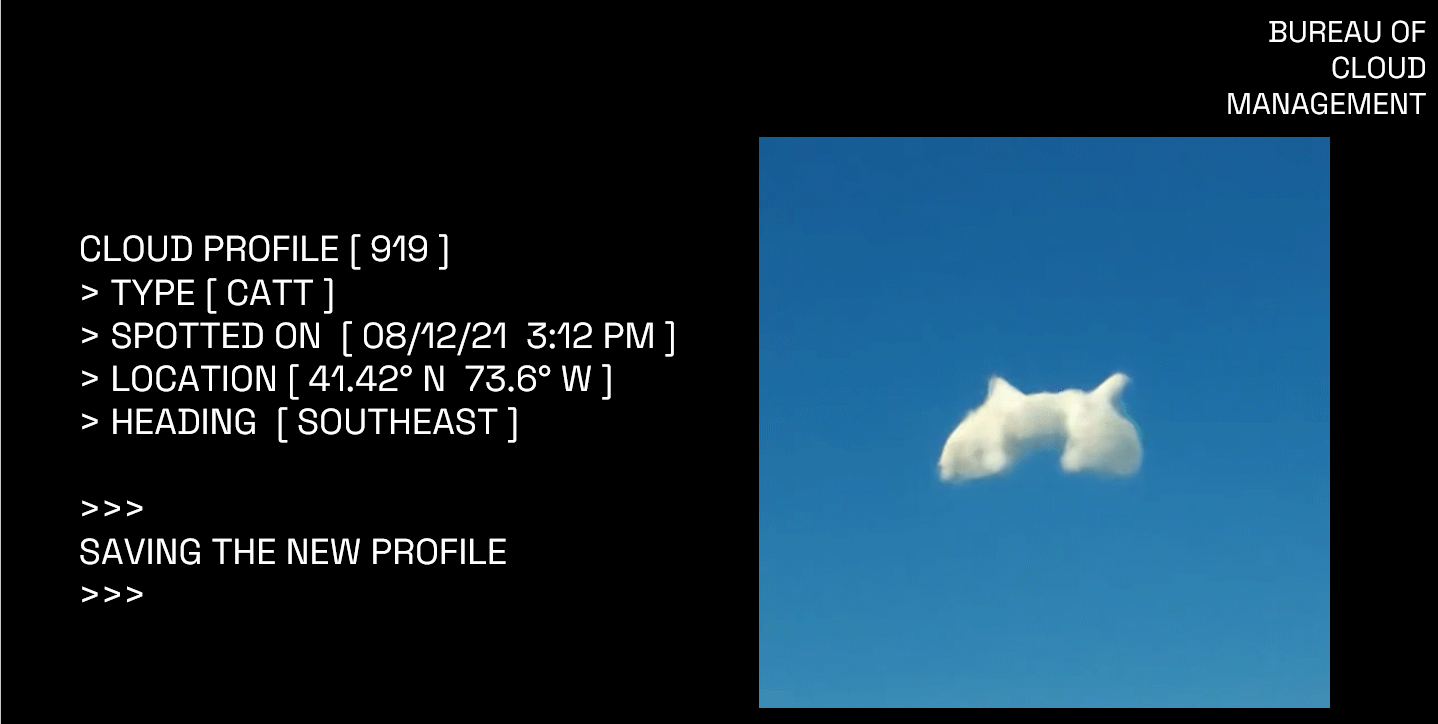 BUREAU OF
CLOUD
MANAGEMENT
CLOUD PROFILE [ 919 ]
> TYPE [ CATT ]
> SPOTTED ON [ 08/12/21 3:12 PM ]
> LOCATION [ 41.42° N 73.6° W ]
> HEADING [ SOUTHEAST ]
>>>
SAVING THE NEW PROFILE
>>>